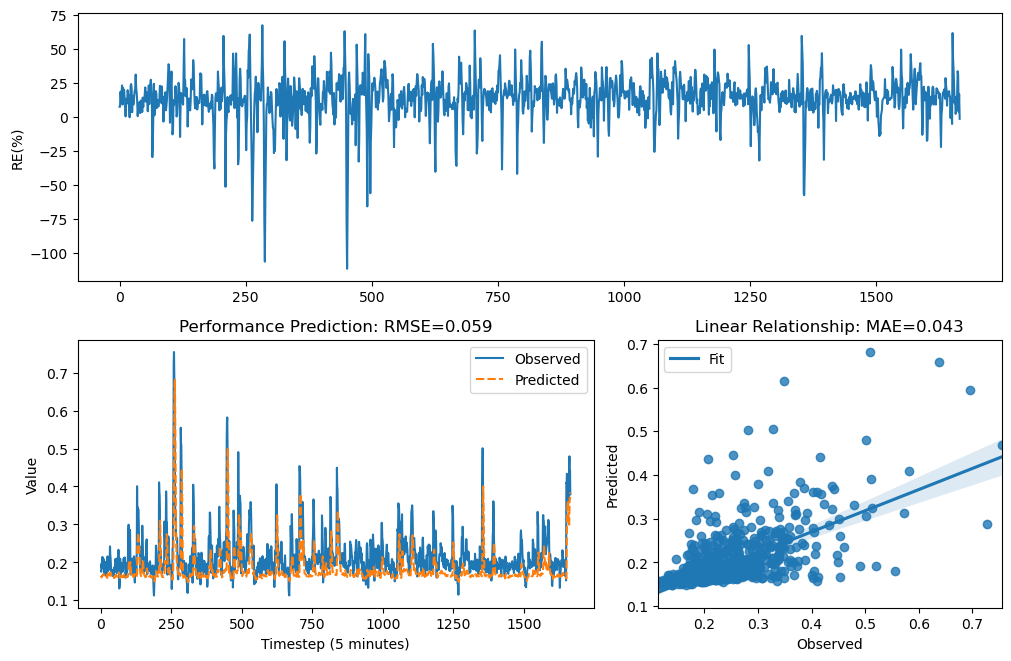 RE(%)
75
50
25
0
−25
−50
−75
−100
0 250 500 750 1000 1250 1500
Performance Prediction: RMSE=0.059
Value
0.7
0.6
0.5
0.4
0.3
0.2
0.1
Observed
Predicted
0 250 500 750 1000 1250 1500
Timestep (5 minutes)
Linear Relationship: MAE=0.043
Predicted
0.7
0.6
0.5
0.4
0.3
0.2
0.1
Fit
0.2 0.3 0.4 0.5 0.6 0.7
Observed